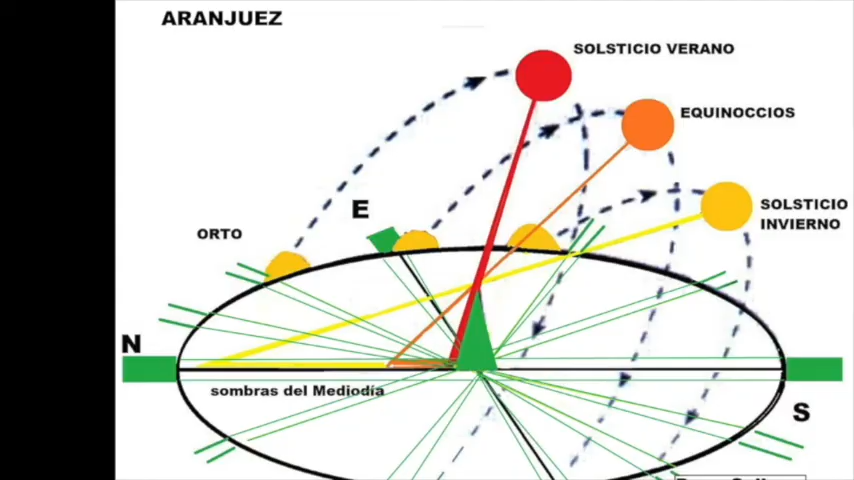 ARANJUEZ
SOLSTICIO VERANO
EQUINOCCIOS
SOLSTICIO
INVIERNO
E
ORTO
N
sombras del Mediodía
S